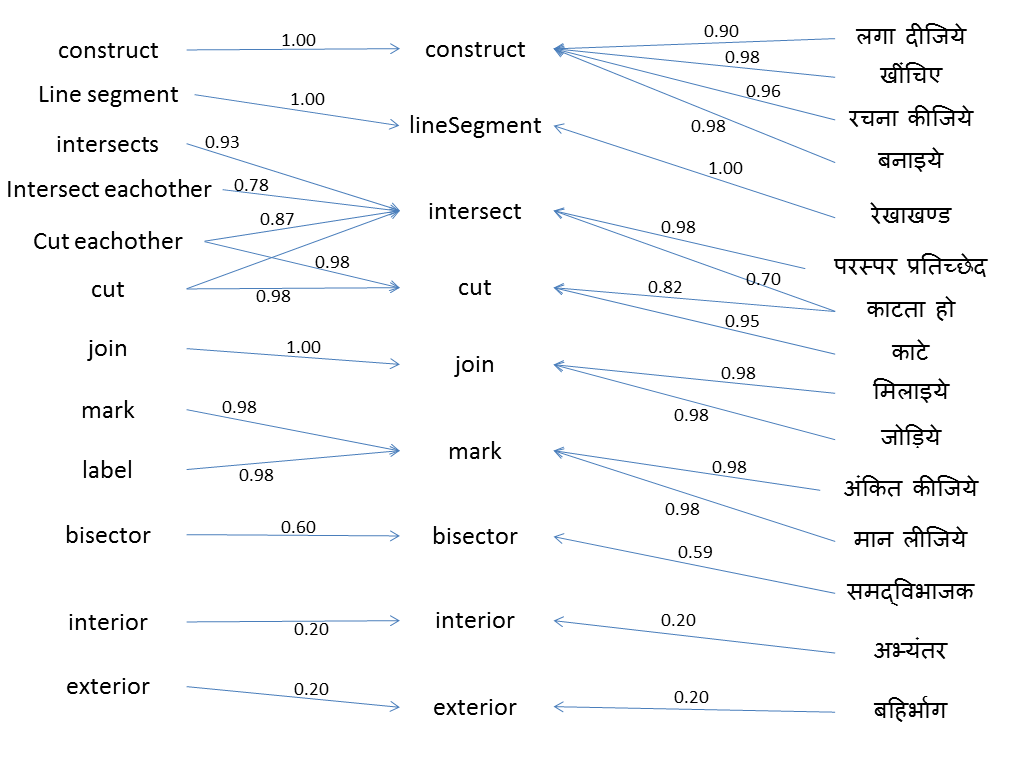 construct 1.00 construct 0.90 लगा दीजिये
0.98 खींचिए
Line segment 1.00 lineSegment 0.96 रचना कीजिये
intersects 0.93 0.98 बनाइये
Intersect eachother 0.78 1.00
intersect रेखाखण्ड
Cut eachother 0.87 0.98 परस्पर प्रतिच्छेद
0.98 0.70
cut 0.98 cut 0.82 काटता हो
0.95 काटे
join 1.00 join 0.98 मिलाइये
mark 0.98 0.98 जोड़िये
label 0.98 mark 0.98 अंकित कीजिये
0.98
bisector 0.60 bisector मान लीजिये
0.59 समद्विभाजक
interior 0.20 interior 0.20 अभ्यंतर
exterior 0.20 exterior 0.20 बहिर्भाग